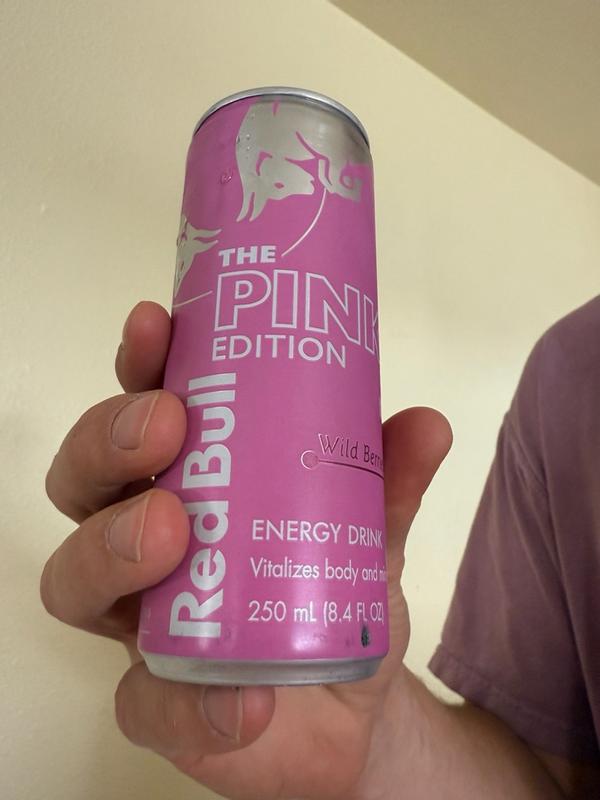 THE
PINK
EDITION
Red Bull
Wild Berr
ENERGY DRINK
Vitalizes body and mi
250 mL (8.4 FL OZ)